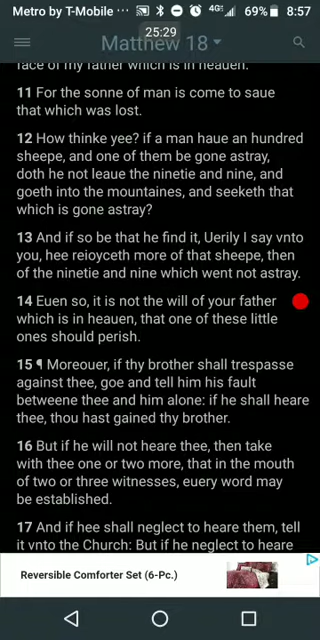 Metro by T-Mobile ··· 4G 69% 8:57
25:29
Matthew 18
face of my father which is in heauen.
11 For the sonne of man is come to saue
that which was lost.
12 How thinke yee? if a man haue an hundred
sheepe, and one of them be gone astray,
doth he not leaue the ninetie and nine, and
goeth into the mountaines, and seeketh that
which is gone astray?
13 And if so be that he find it, Uerily I say vnto
you, hee reioyceth more of that sheepe, then
of the ninetie and nine which went not astray.
14 Euen so, it is not the will of your father
which is in heauen, that one of these little
ones should perish.
15 ¶ Moreouer, if thy brother shall trespasse
against thee, goe and tell him his fault
betweene thee and him alone: if he shall heare
thee, thou hast gained thy brother.
16 But if he will not heare thee, then take
with thee one or two more, that in the mouth
of two or three witnesses, euery word may
be established.
17 And if hee shall neglect to heare them, tell
it vnto the Church: But if he neglect to heare
Reversible Comforter Set (6-Pc.)